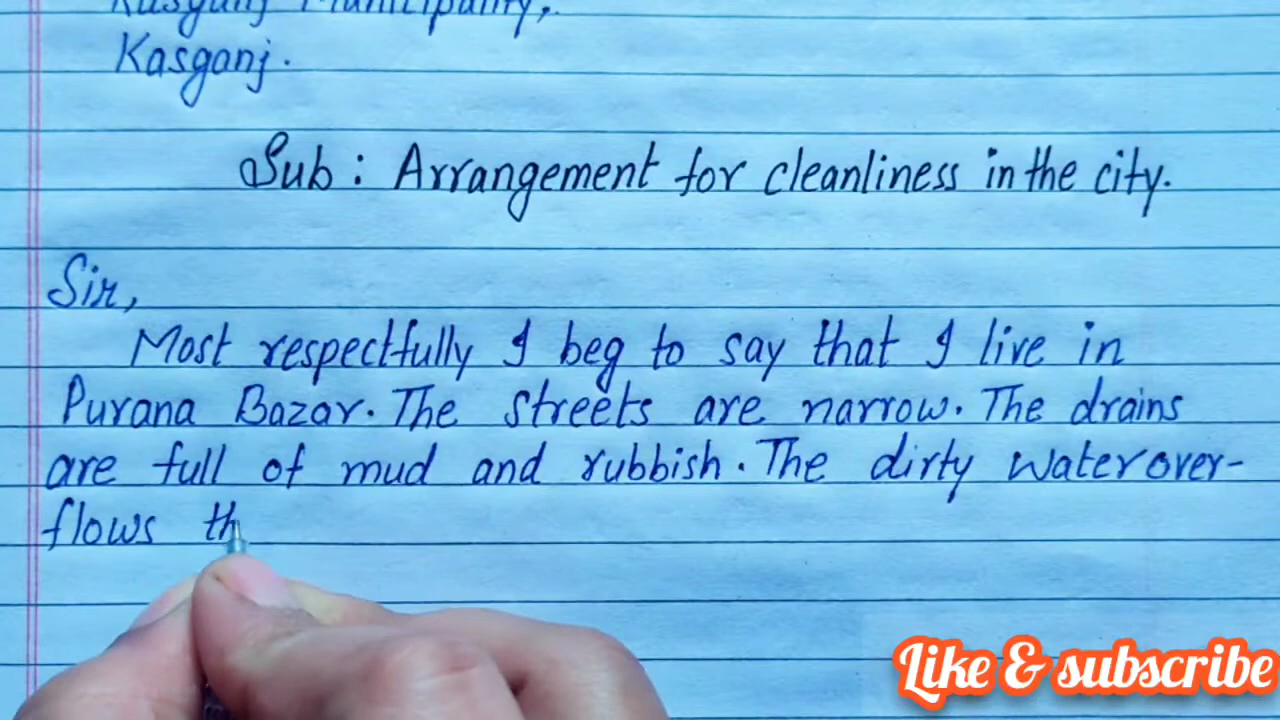 Kasganj Municipality,
Kasganj.
Sub : Arrangement for cleanliness in the city.
Sir,
Most respectfully I beg to say that I live in
Purana Bazar. The streets are narrow. The drains
are full of mud and rubbish. The dirty water over-
flows th
Like & subscribe